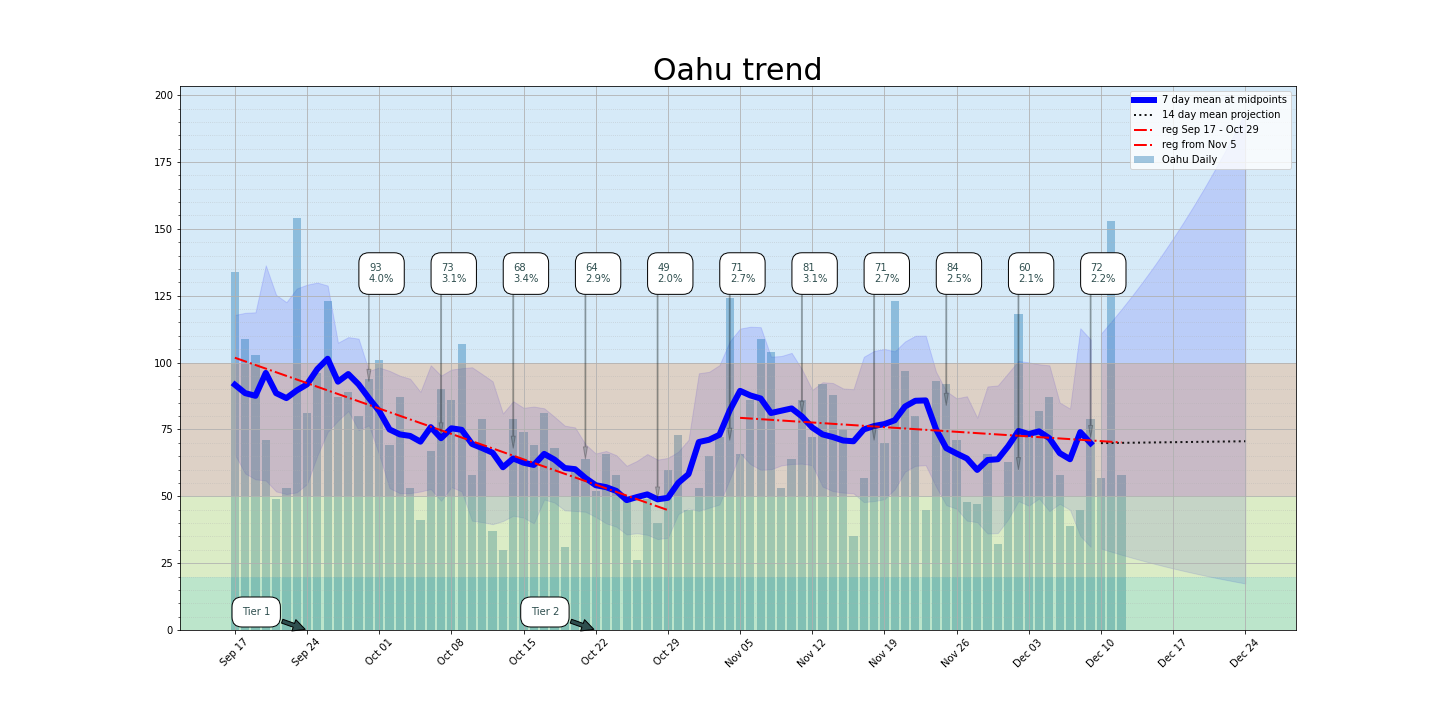 Oahu trend
200
175
150
125
100
75
50
25
0
7 day mean at midpoints
14 day mean projection
reg Sep 17 - Oct 29
reg from Nov 5
Oahu Daily
93
4.0%
73
3.1%
68
3.4%
64
2.9%
49
2.0%
71
2.7%
81
3.1%
71
2.7%
84
2.5%
60
2.1%
72
2.2%
Tier 1
Tier 2
Sep 17
Sep 24
Oct 01
Oct 08
Oct 15
Oct 22
Oct 29
Nov 05
Nov 12
Nov 19
Nov 26
Dec 03
Dec 10
Dec 17
Dec 24